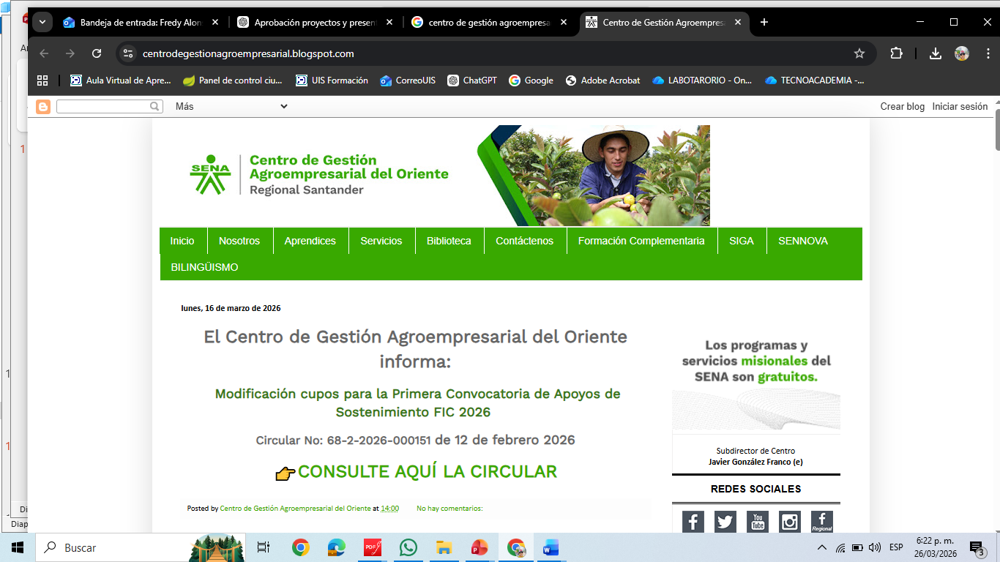 Bandeja de entrada: Fredy Alon
Aprobación proyectos y presen
centro de gestión agroempresa
Centro de Gestión Agroempres
centrodegestionagroempresarial.blogspot.com
Aula Virtual de Apre...
Panel de control ciu...
UIS Formación
CorreoUIS
ChatGPT
Google
Adobe Acrobat
LABOTARORIO - On...
TECNOACADEMIA -...
Más
Crear blog
Iniciar sesión
SENA
Centro de Gestión
Agroempresarial del Oriente
Regional Santander
Inicio
Nosotros
Aprendices
Servicios
Biblioteca
Contáctenos
Formación Complementaria
SIGA
SENNOVA
BILINGÜISMO
lunes, 16 de marzo de 2026
El Centro de Gestión Agroempresarial del Oriente
informa:
Modificación cupos para la Primera Convocatoria de Apoyos de
Sostenimiento FIC 2026
Circular No: 68-2-2026-000151 de 12 de febrero 2026
CONSULTE AQUÍ LA CIRCULAR
Posted by Centro de Gestión Agroempresarial del Oriente at 14:00
No hay comentarios:
Los programas y
servicios misionales del
SENA son gratuitos.
Subdirector de Centro
Javier González Franco (e)
REDES SOCIALES
You
Tube
Regional
Diap
Buscar
ESP
6:22 p. m.
26/03/2026
3